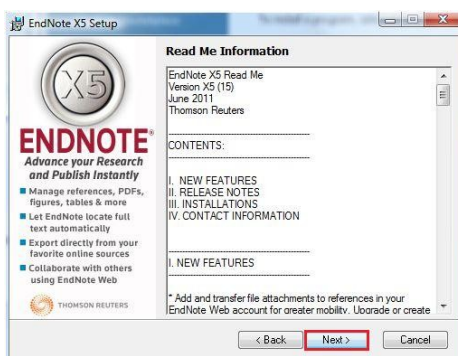 EndNote X5 Setup
X5
ENDNOTE®
Advance your Research
and Publish Instantly
Manage references, PDFs,
figures, tables & more
Let EndNote locate full
text automatically
Export directly from your
favorite online sources
Collaborate with others
using EndNote Web
THOMSON REUTERS
Read Me Information
EndNote X5 Read Me
Version X5 (15)
June 2011
Thomson Reuters
CONTENTS:
I. NEW FEATURES
II. RELEASE NOTES
III. INSTALLATIONS
IV. CONTACT INFORMATION
I. NEW FEATURES
* Add and transfer file attachments to references in your
EndNote Web account for greater mobility. Upgrade or create
< Back
Next >
Cancel